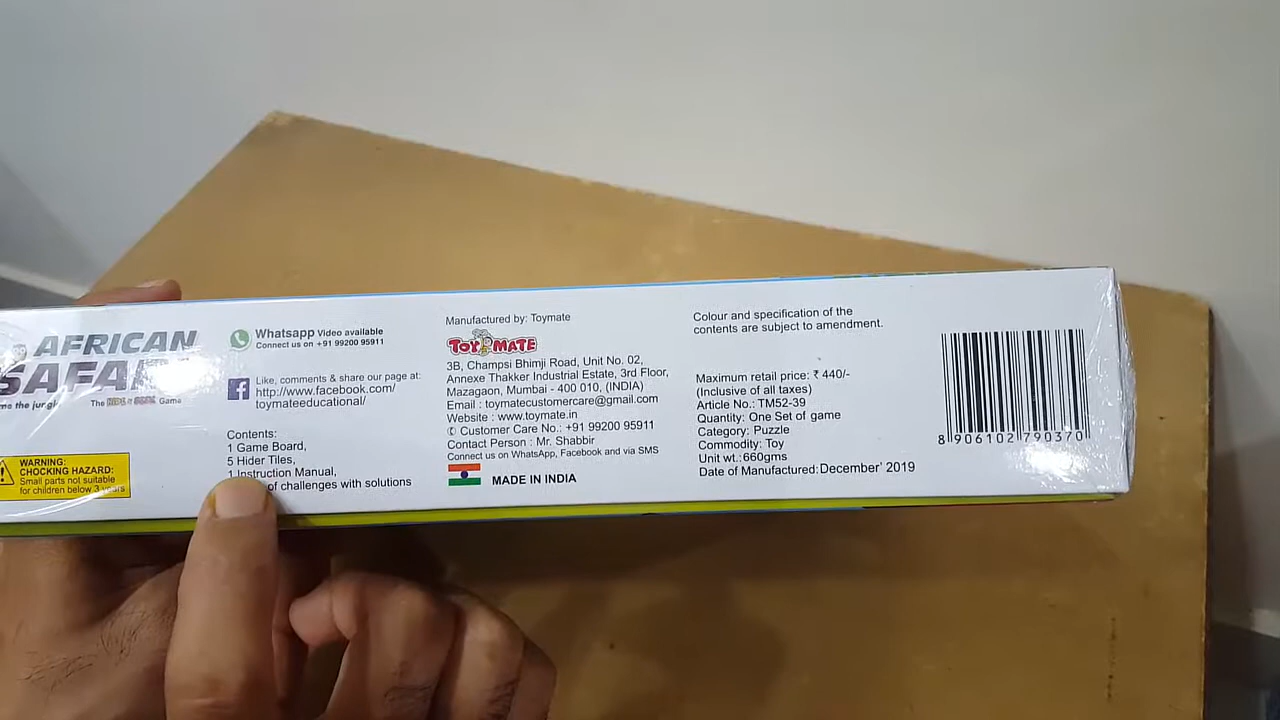 AFRICAN
SAFARI
the jungle
The Game
WARNING:
CHOCKING HAZARD:
Small parts not suitable
for children below 3 years
Whatsapp Video available
Connect us on +91 99200 95911
Like, comments & share our page at:
http://www.facebook.com/
toymateeducational/
Contents:
1 Game Board,
5 Hider Tiles,
1 Instruction Manual,
of challenges with solutions
Manufactured by: Toymate
TOYMATE
3B, Champsi Bhimji Road, Unit No. 02,
Annexe Thakker Industrial Estate, 3rd Floor,
Mazagaon, Mumbai - 400 010, (INDIA)
Email : toymatecustomercare@gmail.com
Website : www.toymate.in
Customer Care No.: +91 99200 95911
Contact Person : Mr. Shabbir
Connect us on WhatsApp, Facebook and via SMS
MADE IN INDIA
Colour and specification of the
contents are subject to amendment.
Maximum retail price: ₹ 440/-
(Inclusive of all taxes)
Article No.: TM52-39
Quantity: One Set of game
Category: Puzzle
Commodity: Toy
Unit wt.:660gms
Date of Manufactured:December' 2019
8 906102 790370